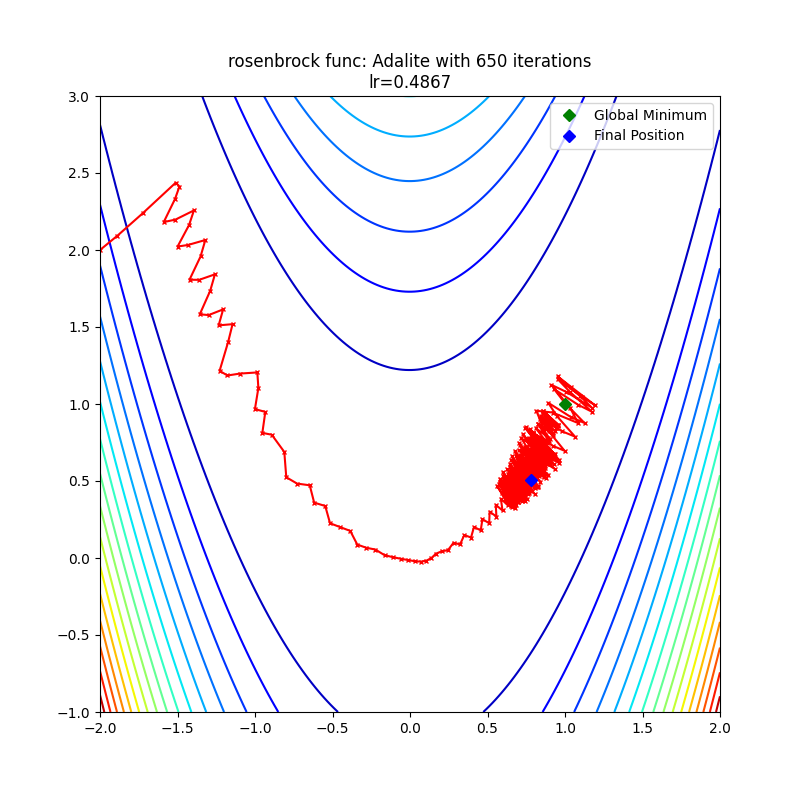 rosenbrock func: Adalite with 650 iterations
lr=0.4867
Global Minimum
Final Position
3.0
2.5
2.0
1.5
1.0
0.5
0.0
−0.5
−1.0
−2.0 −1.5 −1.0 −0.5 0.0 0.5 1.0 1.5 2.0